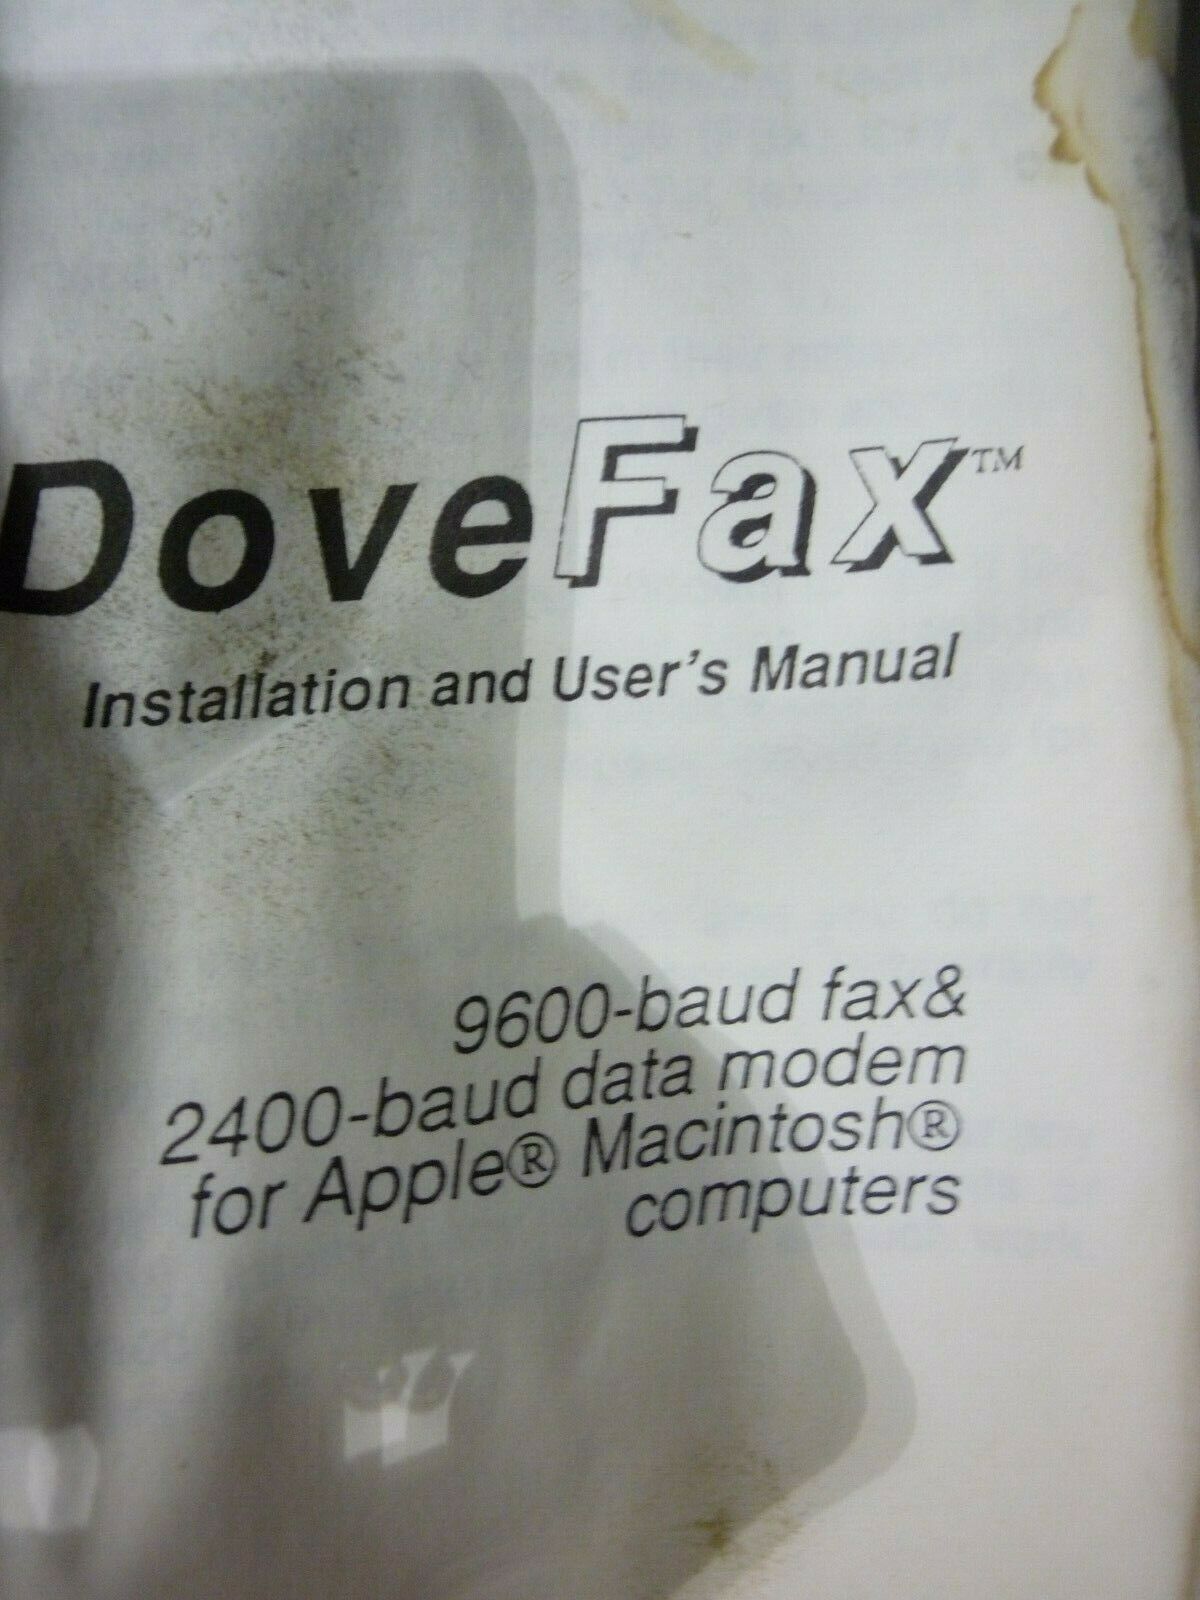 DoveFax™
Installation and User's Manual
9600-baud fax&
2400-baud data modem
for Apple® Macintosh®
computers